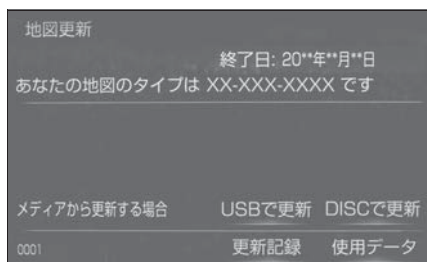 地図更新
終了日: 20**年**月**日
あなたの地図のタイプは XX-XXX-XXXX です
メディアから更新する場合 USBで更新 DISCで更新
0001 更新記録 使用データ